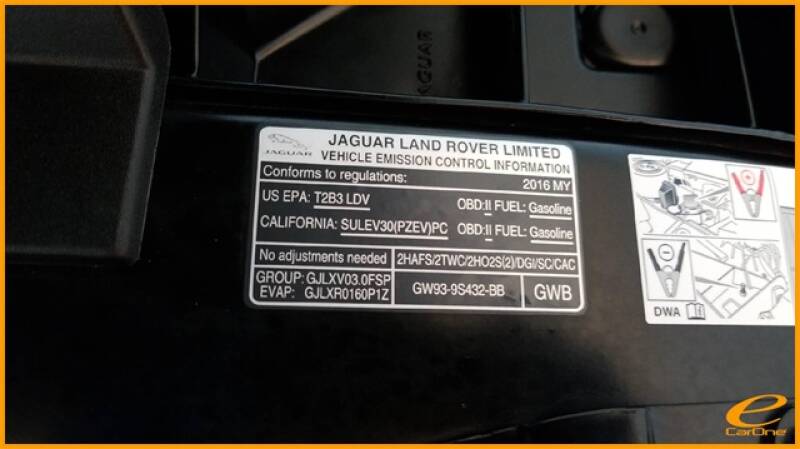 JAGUAR
JAGUAR
JAGUAR LAND ROVER LIMITED
VEHICLE EMISSION CONTROL INFORMATION
Conforms to regulations: 2016 MY
US EPA: T2B3 LDV OBD:II FUEL: Gasoline
CALIFORNIA: SULEV30(PZEV)PC OBD:II FUEL: Gasoline
No adjustments needed 2HAFS/2TWC/2HO2S(2)/DGI/SC/CAC
GROUP: GJLXV03.0FSP
EVAP: GJLXR0160P1Z
GW93-9S432-BB
GWB
DWA
e
CarOne